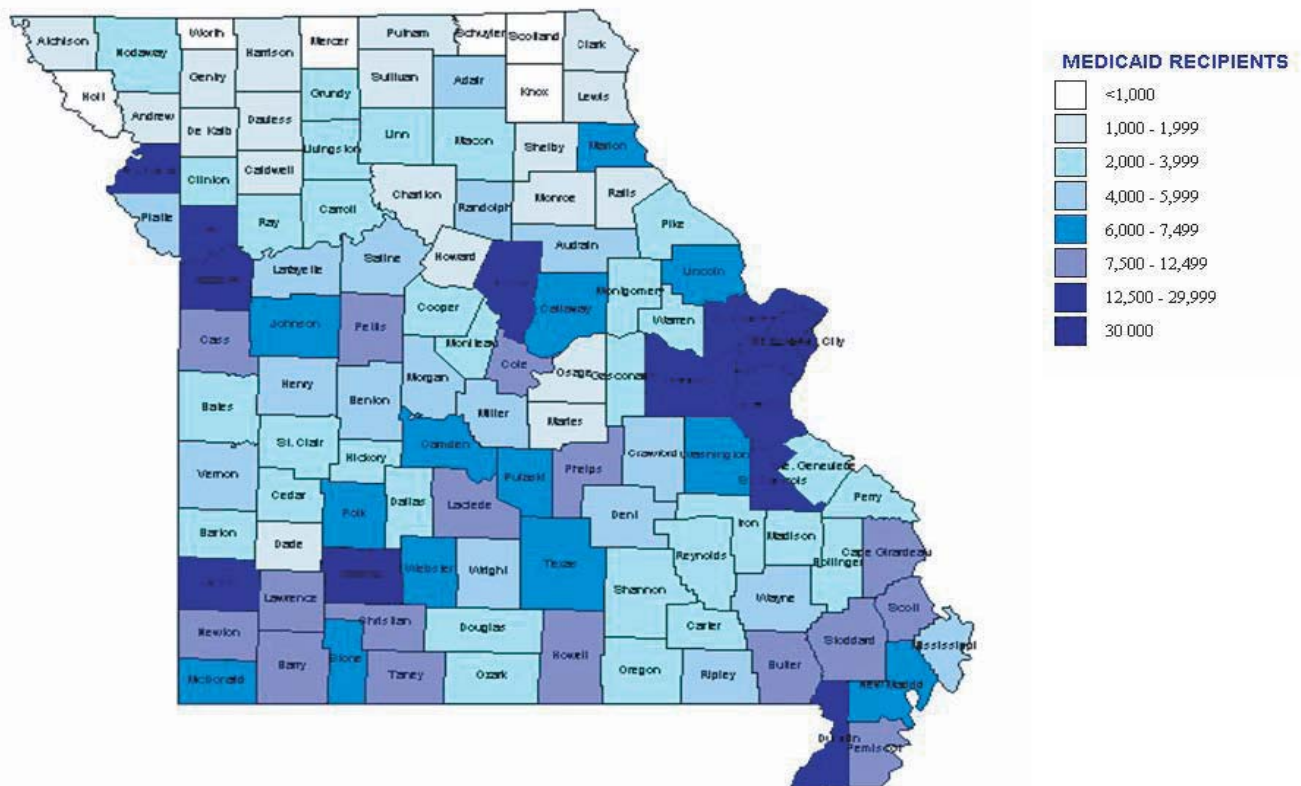 MEDICAID RECIPIENTS
<1,000
1,000 - 1,999
2,000 - 3,999
4,000 - 5,999
6,000 - 7,499
7,500 - 12,499
12,500 - 29,999
30 000
Atchison
Nodaway
Worth
Harrison
Mercer
Putnam
Schuyler
Scotland
Clark
Holt
Gentry
Grundy
Sullivan
Adair
Knox
Lewis
Andrew
De Kalb
Daviess
Livingston
Linn
Macon
Shelby
Marion
Clinton
Caldwell
Chariton
Randolph
Monroe
Ralls
Platte
Ray
Carroll
Pike
Lafayette
Saline
Howard
Audrain
Lincoln
Cooper
Callaway
Montgomery
Warren
Johnson
Pettis
Moniteau
Cass
Cole
Osage
Gasconade
St. Louis City
Henry
Morgan
Bates
Benton
Miller
Maries
St. Clair
Hickory
Camden
Pulaski
Phelps
Crawford
Washington
Ste. Genevieve
St. Francois
Vernon
Cedar
Polk
Dallas
Laclede
Dent
Iron
Madison
Perry
Barton
Dade
Webster
Wright
Texas
Reynolds
Bollinger
Cape Girardeau
Lawrence
Shannon
Wayne
Scott
Newton
Christian
Douglas
Carter
Stoddard
Mississippi
McDonald
Barry
Stone
Taney
Ozark
Howell
Oregon
Ripley
Butler
New Madrid
Dunklin
Pemiscot